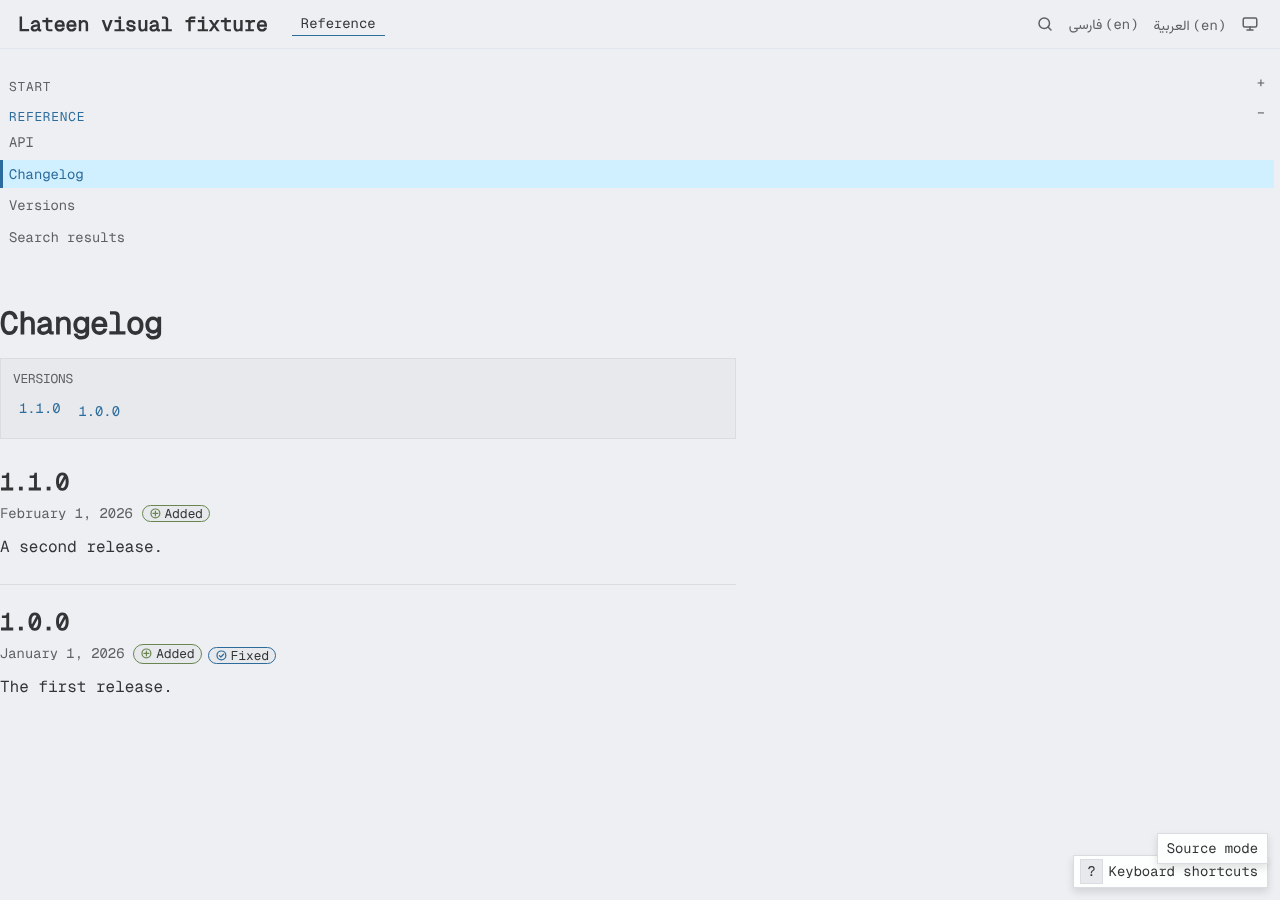 Lateen visual fixture Reference فارسی (en) العربية (en)
START +
REFERENCE −
API
Changelog
Versions
Search results
Changelog
VERSIONS
1.1.0 1.0.0
1.1.0
February 1, 2026 Added
A second release.
1.0.0
January 1, 2026 Added Fixed
The first release.
Source mode
? Keyboard shortcuts